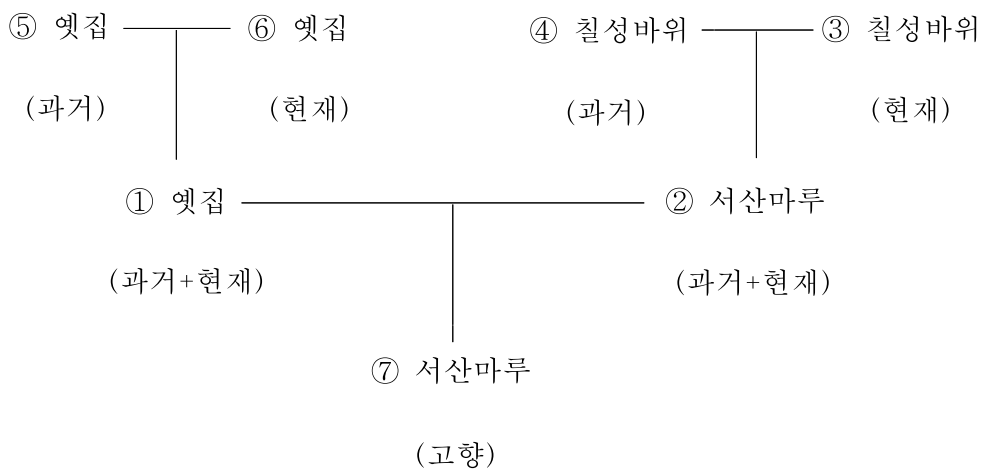 ⑤ 옛집 ⑥ 옛집 ④ 칠성바위 ③ 칠성바위
(과거) (현재) (과거) (현재)
① 옛집 ② 서산마루
(과거+현재) (과거+현재)
⑦ 서산마루
(고향)